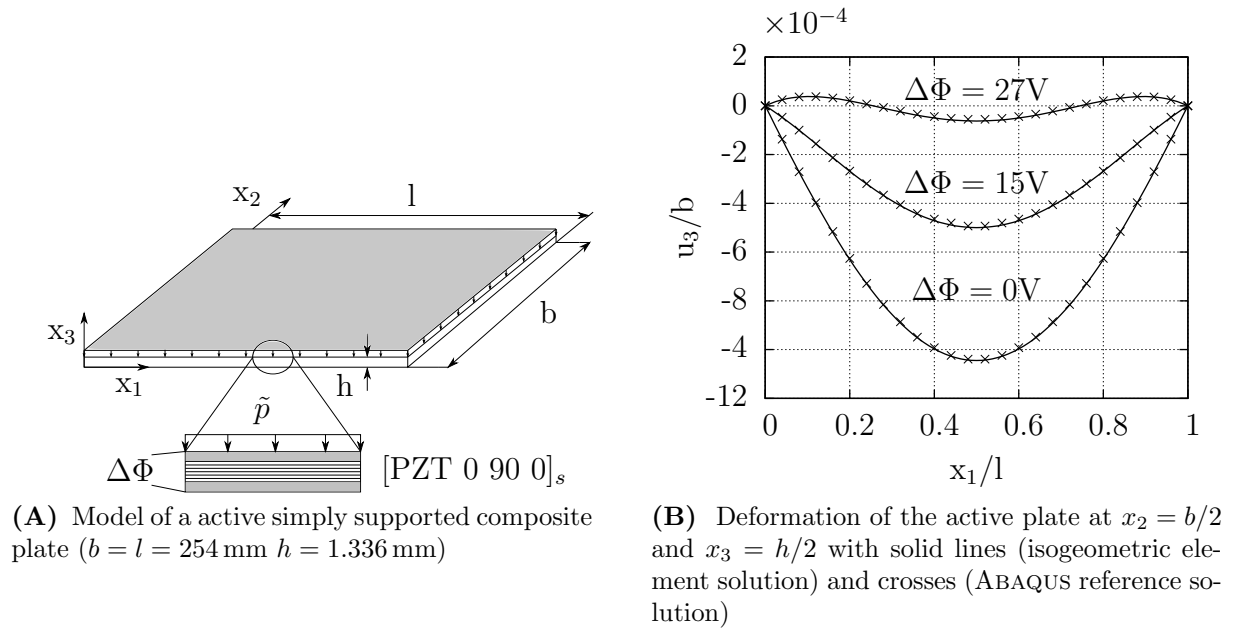 x₂
l
b
x₃
x₁
h
p̃
ΔΦ
[PZT 0 90 0]ₛ
(A) Model of a active simply supported composite
plate (b = l = 254 mm h = 1.336 mm)
×10⁻⁴
2
0
-2
-4
-6
-8
-4
-12
u₃/b
ΔΦ = 27V
ΔΦ = 15V
ΔΦ = 0V
0 0.2 0.4 0.6 0.8 1
x₁/l
(B) Deformation of the active plate at x₂ = b/2
and x₃ = h/2 with solid lines (isogeometric ele-
ment solution) and crosses (ABAQUS reference so-
lution)